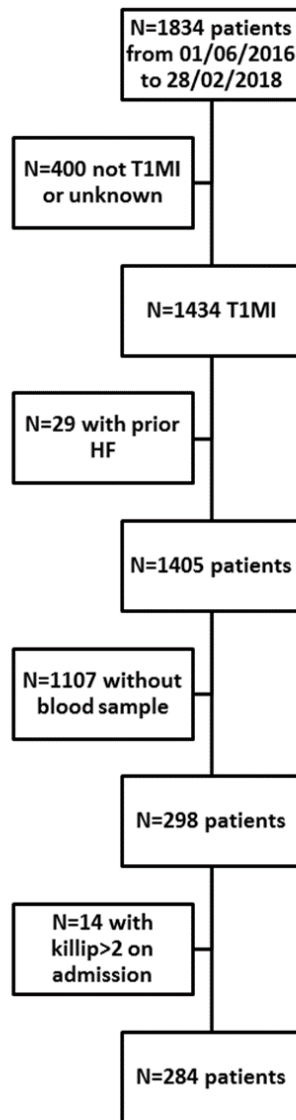 N=1834 patients
from 01/06/2016
to 28/02/2018
N=400 not T1MI
or unknown
N=1434 T1MI
N=29 with prior
HF
N=1405 patients
N=1107 without
blood sample
N=298 patients
N=14 with
killip>2 on
admission
N=284 patients